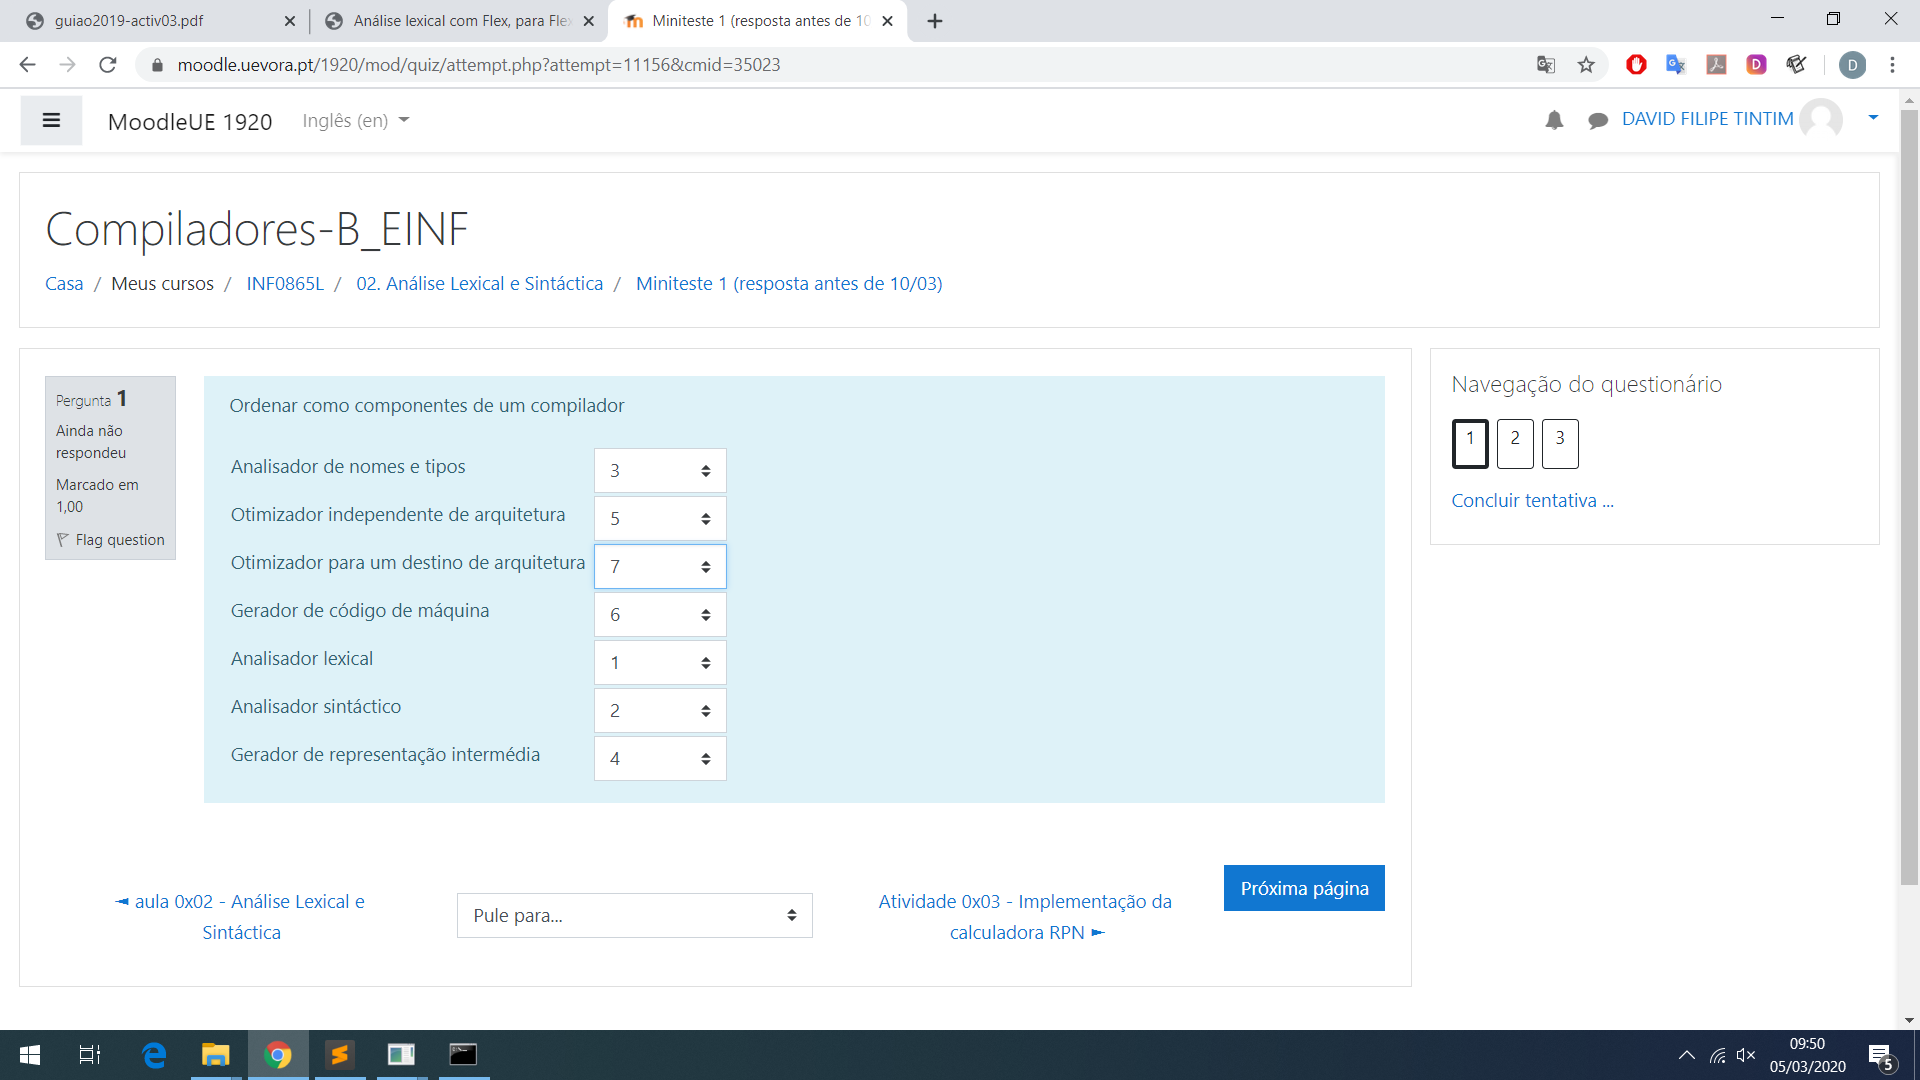 guiao2019-activ03.pdf
Análise lexical com Flex, para Fle
Miniteste 1 (resposta antes de 10
moodle.uevora.pt/1920/mod/quiz/attempt.php?attempt=11156&cmid=35023
D
D
MoodleUE 1920
Inglês (en)
DAVID FILIPE TINTIM
Compiladores-B_EINF
Casa / Meus cursos / INF0865L / 02. Análise Lexical e Sintáctica / Miniteste 1 (resposta antes de 10/03)
Pergunta 1
Ainda não
respondeu
Marcado em
1,00
Flag question
Ordenar como componentes de um compilador
Analisador de nomes e tipos 3
Otimizador independente de arquitetura 5
Otimizador para um destino de arquitetura 7
Gerador de código de máquina 6
Analisador lexical 1
Analisador sintáctico 2
Gerador de representação intermédia 4
Navegação do questionário
1 2 3
Concluir tentativa ...
Próxima página
◄ aula 0x02 - Análise Lexical e
Sintáctica
Pule para...
Atividade 0x03 - Implementação da
calculadora RPN ►
09:50
05/03/2020
5